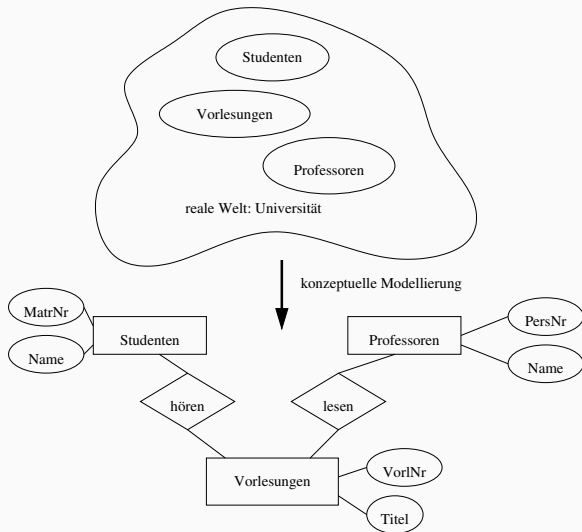 Studenten
Vorlesungen
Professoren
reale Welt: Universität
konzeptuelle Modellierung
MatrNr
Name
Studenten
Professoren
PersNr
Name
hören
lesen
Vorlesungen
VorlNr
Titel